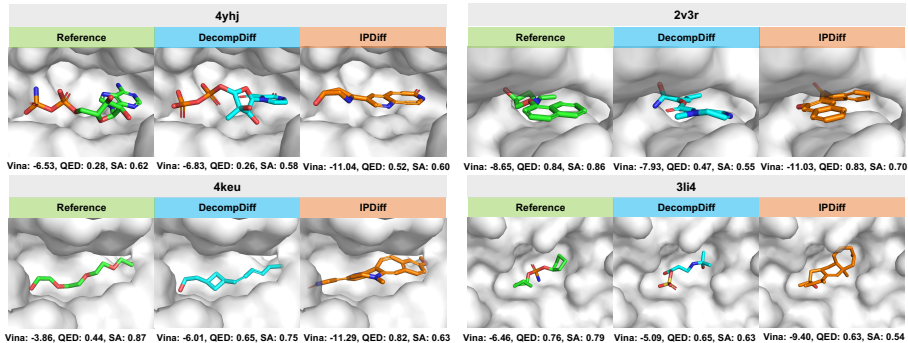 4yhj
Reference DecompDiff IPDiff
Vina: -6.53, QED: 0.28, SA: 0.62 Vina: -6.83, QED: 0.26, SA: 0.58 Vina: -11.04, QED: 0.52, SA: 0.60
2v3r
Reference DecompDiff IPDiff
Vina: -8.65, QED: 0.84, SA: 0.86 Vina: -7.93, QED: 0.47, SA: 0.55 Vina: -11.03, QED: 0.83, SA: 0.70
4keu
Reference DecompDiff IPDiff
Vina: -3.86, QED: 0.44, SA: 0.87 Vina: -6.01, QED: 0.65, SA: 0.75 Vina: -11.29, QED: 0.82, SA: 0.63
3li4
Reference DecompDiff IPDiff
Vina: -6.46, QED: 0.76, SA: 0.79 Vina: -5.09, QED: 0.65, SA: 0.63 Vina: -9.40, QED: 0.63, SA: 0.54